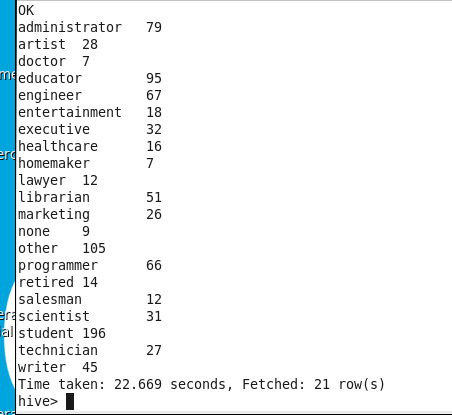 OK
administrator 79
artist 28
doctor 7
educator 95
engineer 67
entertainment 18
executive 32
healthcare 16
homemaker 7
lawyer 12
librarian 51
marketing 26
none 9
other 105
programmer 66
retired 14
salesman 12
scientist 31
student 196
technician 27
writer 45
Time taken: 22.669 seconds, Fetched: 21 row(s)
hive>